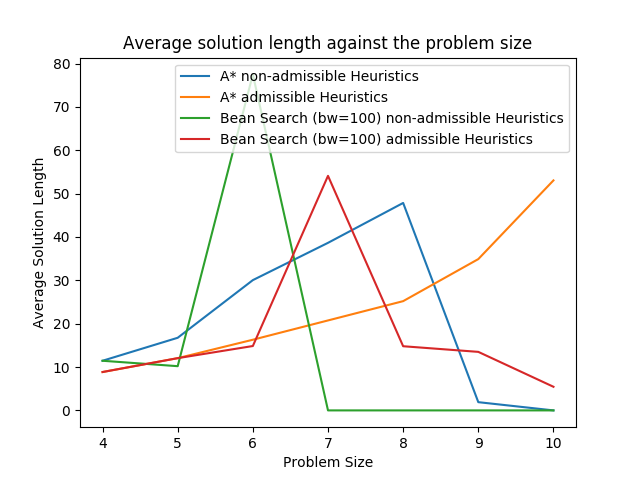 Average solution length against the problem size
A* non-admissible Heuristics
A* admissible Heuristics
Bean Search (bw=100) non-admissible Heuristics
Bean Search (bw=100) admissible Heuristics
Average Solution Length
80
70
60
50
40
30
20
10
0
4 5 6 7 8 9 10
Problem Size